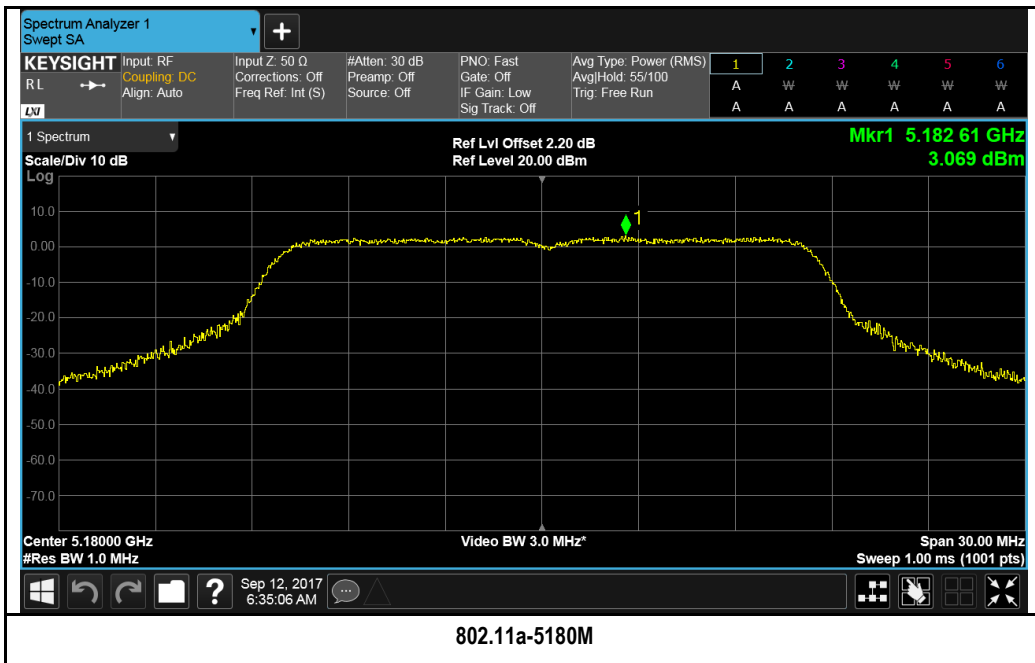 Spectrum Analyzer 1
Swept SA
+
KEYSIGHT
R L
LXI
Input: RF
Coupling: DC
Align: Auto
Input Z: 50 Ω
Corrections: Off
Freq Ref: Int (S)
#Atten: 30 dB
Preamp: Off
Source: Off
PNO: Fast
Gate: Off
IF Gain: Low
Sig Track: Off
Avg Type: Power (RMS)
Avg|Hold: 55/100
Trig: Free Run
1 2 3 4 5 6
A W W W W W
A A A A A A
1 Spectrum
Scale/Div 10 dB
Log
Ref Lvl Offset 2.20 dB
Ref Level 20.00 dBm
Mkr1 5.182 61 GHz
3.069 dBm
1
10.0
0.00
-10.0
-20.0
-30.0
-40.0
-50.0
-60.0
-70.0
Center 5.18000 GHz
#Res BW 1.0 MHz
Video BW 3.0 MHz*
Span 30.00 MHz
Sweep 1.00 ms (1001 pts)
?
Sep 12, 2017
6:35:06 AM
802.11a-5180M